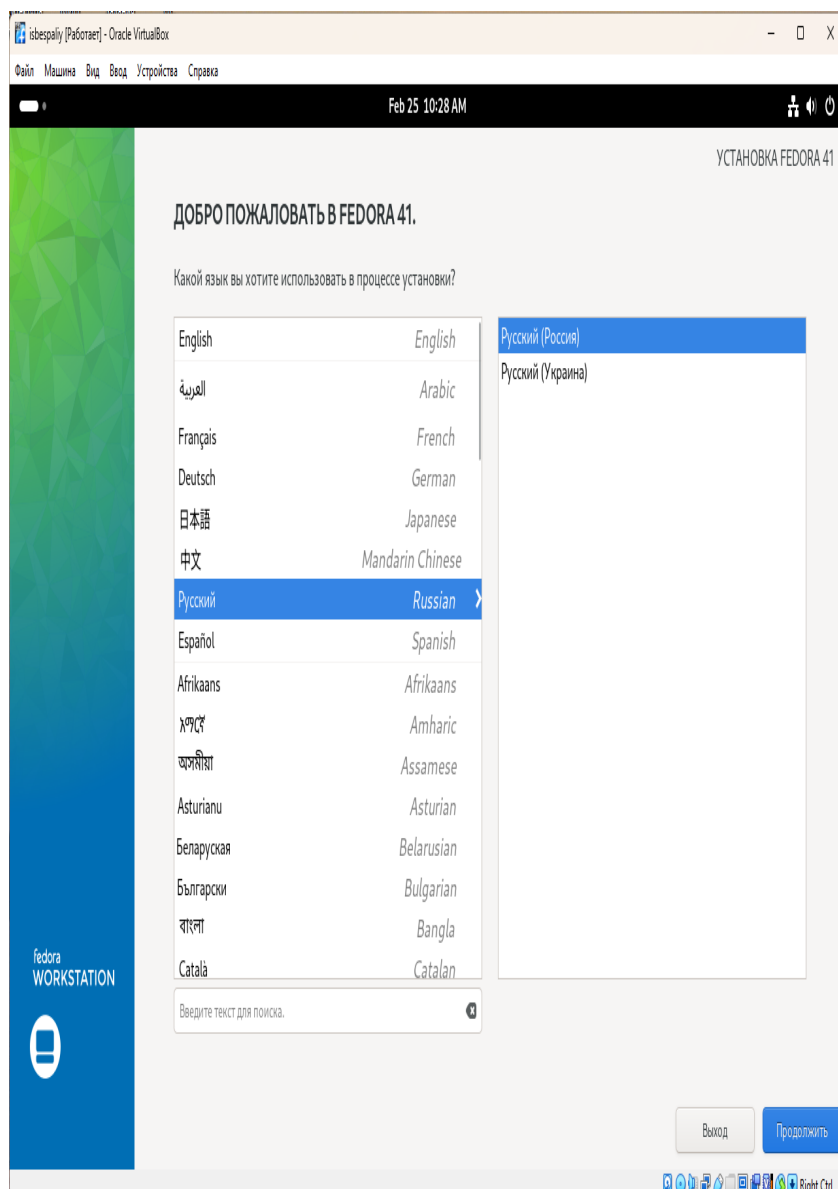 isbespaliy [Работает] - Oracle VirtualBox
Файл Машина Вид Ввод Устройства Справка
Feb 25 10:28 AM
УСТАНОВКА FEDORA 41
ДОБРО ПОЖАЛОВАТЬ В FEDORA 41.
Какой язык вы хотите использовать в процессе установки?
English English
العربية Arabic
Français French
Deutsch German
日本語 Japanese
中文 Mandarin Chinese
Русский Russian
Español Spanish
Afrikaans Afrikaans
አማርኛ Amharic
অসমীয়া Assamese
Asturianu Asturian
Беларуская Belarusian
Български Bulgarian
বাংলা Bangla
Català Catalan
Русский (Россия)
Русский (Украина)
Введите текст для поиска.
fedora
WORKSTATION
Выход Продолжить
Right Ctrl